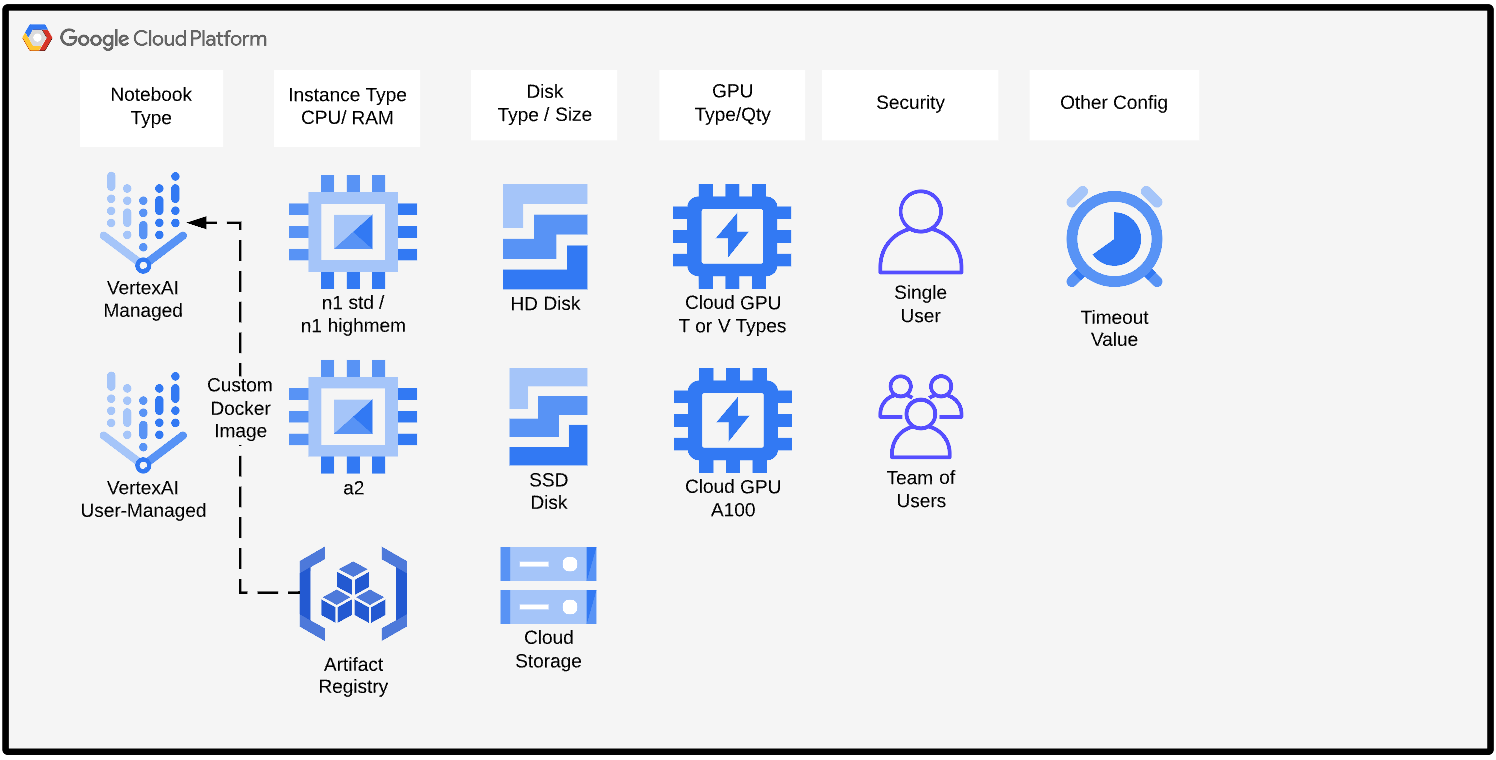 Google Cloud Platform
Notebook
Type
Instance Type
CPU/ RAM
Disk
Type / Size
GPU
Type/Qty
Security
Other Config
VertexAI
Managed
n1 std /
n1 highmem
HD Disk
Cloud GPU
T or V Types
Single
User
Timeout
Value
Custom
Docker
Image
VertexAI
User-Managed
a2
SSD
Disk
Cloud GPU
A100
Team of
Users
Artifact
Registry
Cloud
Storage